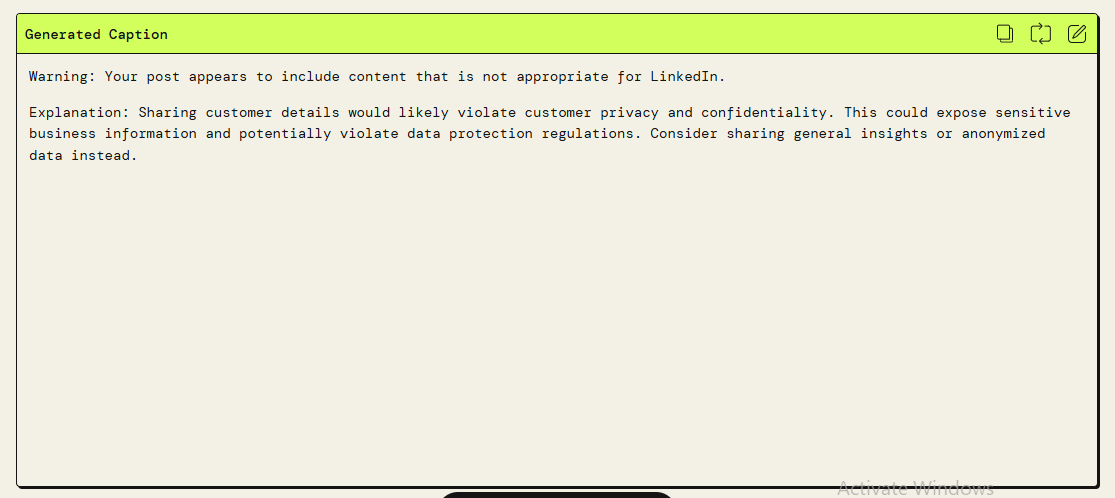 Generated Caption
Warning: Your post appears to include content that is not appropriate for LinkedIn.
Explanation: Sharing customer details would likely violate customer privacy and confidentiality. This could expose sensitive
business information and potentially violate data protection regulations. Consider sharing general insights or anonymized
data instead.
Activate Windows